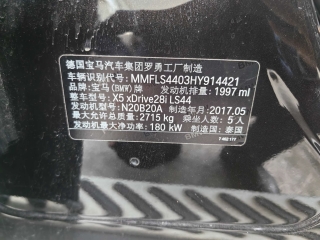 德国宝马汽车集团罗勇工厂制造
车辆识别代号: MMFLS4403HY914421
品牌: 宝马(BMW)牌 发动机排量: 1997 ml
整车型号: X5 xDrive28i LS44
发动机型号: N20B20A 制造年月: 2017.05
最大允许总质量: 2715 kg 乘坐人数: 5人
发动机最大净功率: 180 kW 制造国: 泰国